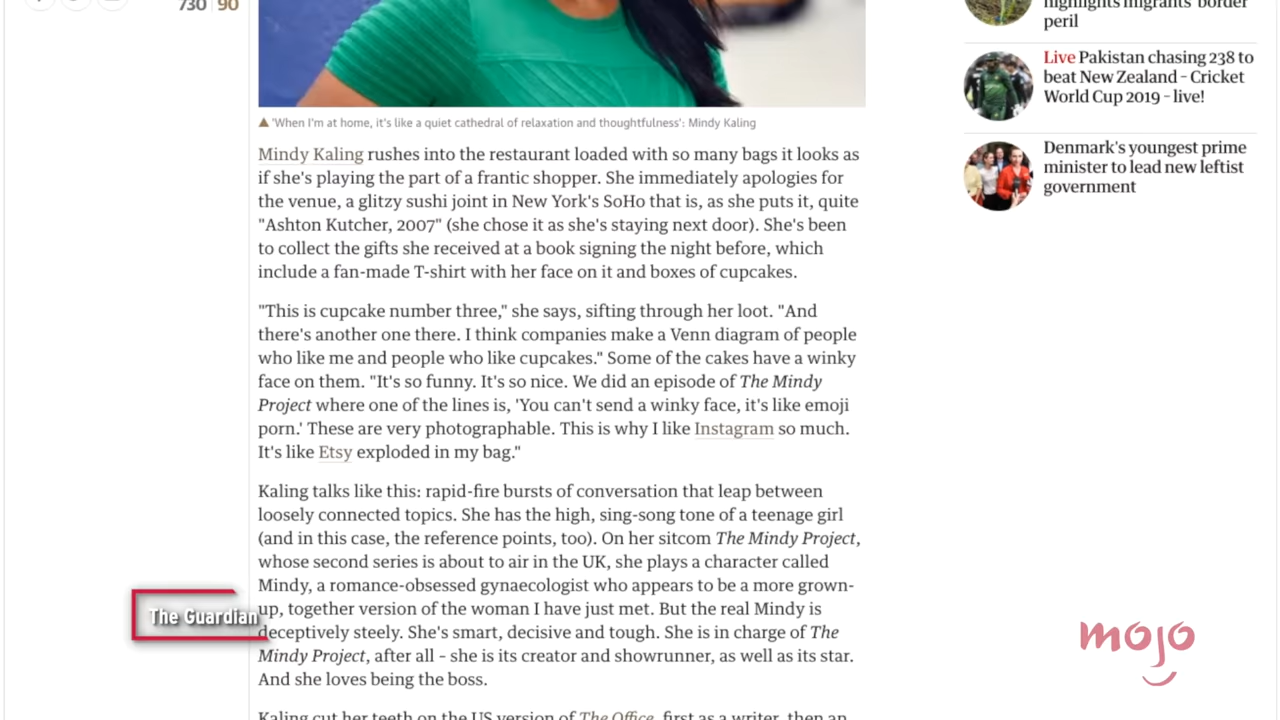 730 90
highlights migrants' border
peril
Live Pakistan chasing 238 to
beat New Zealand – Cricket
World Cup 2019 – live!
Denmark's youngest prime
minister to lead new leftist
government
'When I'm at home, it's like a quiet cathedral of relaxation and thoughtfulness': Mindy Kaling
Mindy Kaling rushes into the restaurant loaded with so many bags it looks as
if she's playing the part of a frantic shopper. She immediately apologies for
the venue, a glitzy sushi joint in New York's SoHo that is, as she puts it, quite
"Ashton Kutcher, 2007" (she chose it as she's staying next door). She's been
to collect the gifts she received at a book signing the night before, which
include a fan-made T-shirt with her face on it and boxes of cupcakes.
"This is cupcake number three," she says, sifting through her loot. "And
there's another one there. I think companies make a Venn diagram of people
who like me and people who like cupcakes." Some of the cakes have a winky
face on them. "It's so funny. It's so nice. We did an episode of The Mindy
Project where one of the lines is, 'You can't send a winky face, it's like emoji
porn.' These are very photographable. This is why I like Instagram so much.
It's like Etsy exploded in my bag."
Kaling talks like this: rapid-fire bursts of conversation that leap between
loosely connected topics. She has the high, sing-song tone of a teenage girl
(and in this case, the reference points, too). On her sitcom The Mindy Project,
whose second series is about to air in the UK, she plays a character called
Mindy, a romance-obsessed gynaecologist who appears to be a more grown-
up, together version of the woman I have just met. But the real Mindy is
deceptively steely. She's smart, decisive and tough. She is in charge of The
Mindy Project, after all – she is its creator and showrunner, as well as its star.
And she loves being the boss.
Kaling cut her teeth on the US version of The Office, first as a writer, then an
The Guardian
mojo